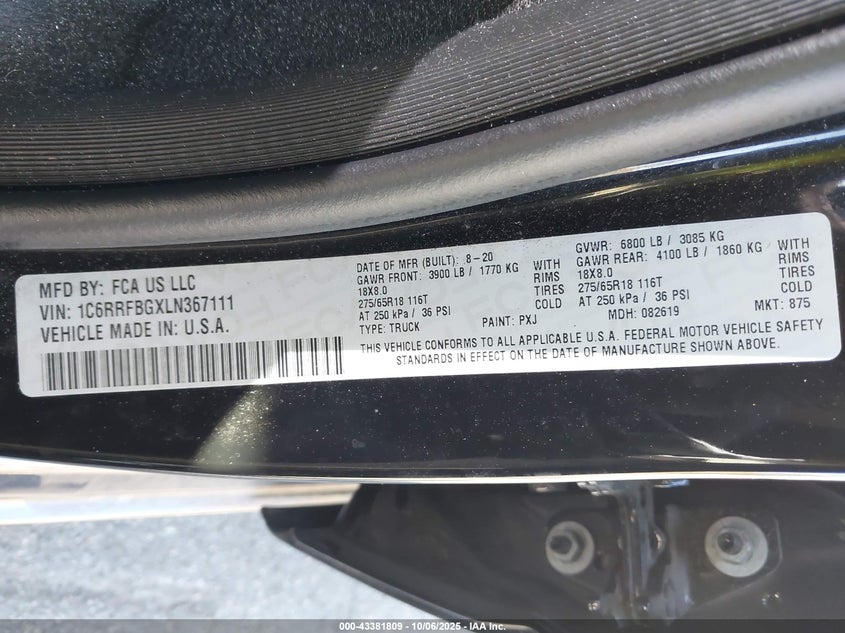 MFD BY: FCA US LLC
VIN: 1C6RRFBGXLN367111
VEHICLE MADE IN: U.S.A.
DATE OF MFR (BUILT): 8-20
GAWR FRONT: 3900 LB / 1770 KG WITH
18X8.0 RIMS
275/65R18 116T TIRES
AT 250 kPa / 36 PSI COLD
TYPE: TRUCK PAINT: PXJ
GVWR: 6800 LB / 3085 KG
GAWR REAR: 4100 LB / 1860 KG WITH
18X8.0 RIMS
275/65R18 116T TIRES
AT 250 kPa / 36 PSI COLD
MDH: 082619 MKT: 875
THIS VEHICLE CONFORMS TO ALL APPLICABLE U.S.A. FEDERAL MOTOR VEHICLE SAFETY
STANDARDS IN EFFECT ON THE DATE OF MANUFACTURE SHOWN ABOVE.
000-43381809 - 10/06/2025 - IAA, Inc.